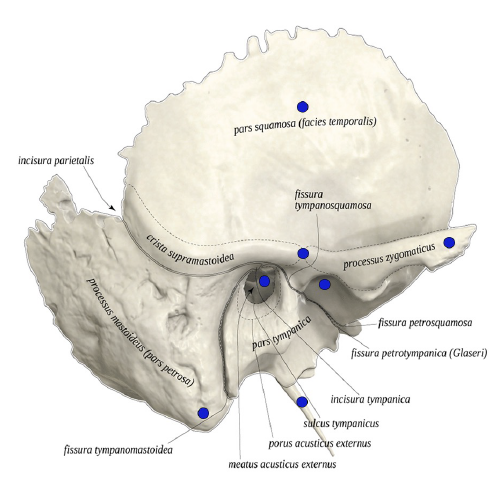 pars squamosa (facies temporalis)
incisura parietalis
fissura
tympanosquamosa
crista supramastoidea
processus zygomaticus
processus mastoideus (pars petrosa)
pars tympanica
fissura petrosquamosa
fissura petrotympanica (Glaseri)
incisura tympanica
sulcus tympanicus
porus acusticus externus
fissura tympanomastoidea
meatus acusticus externus